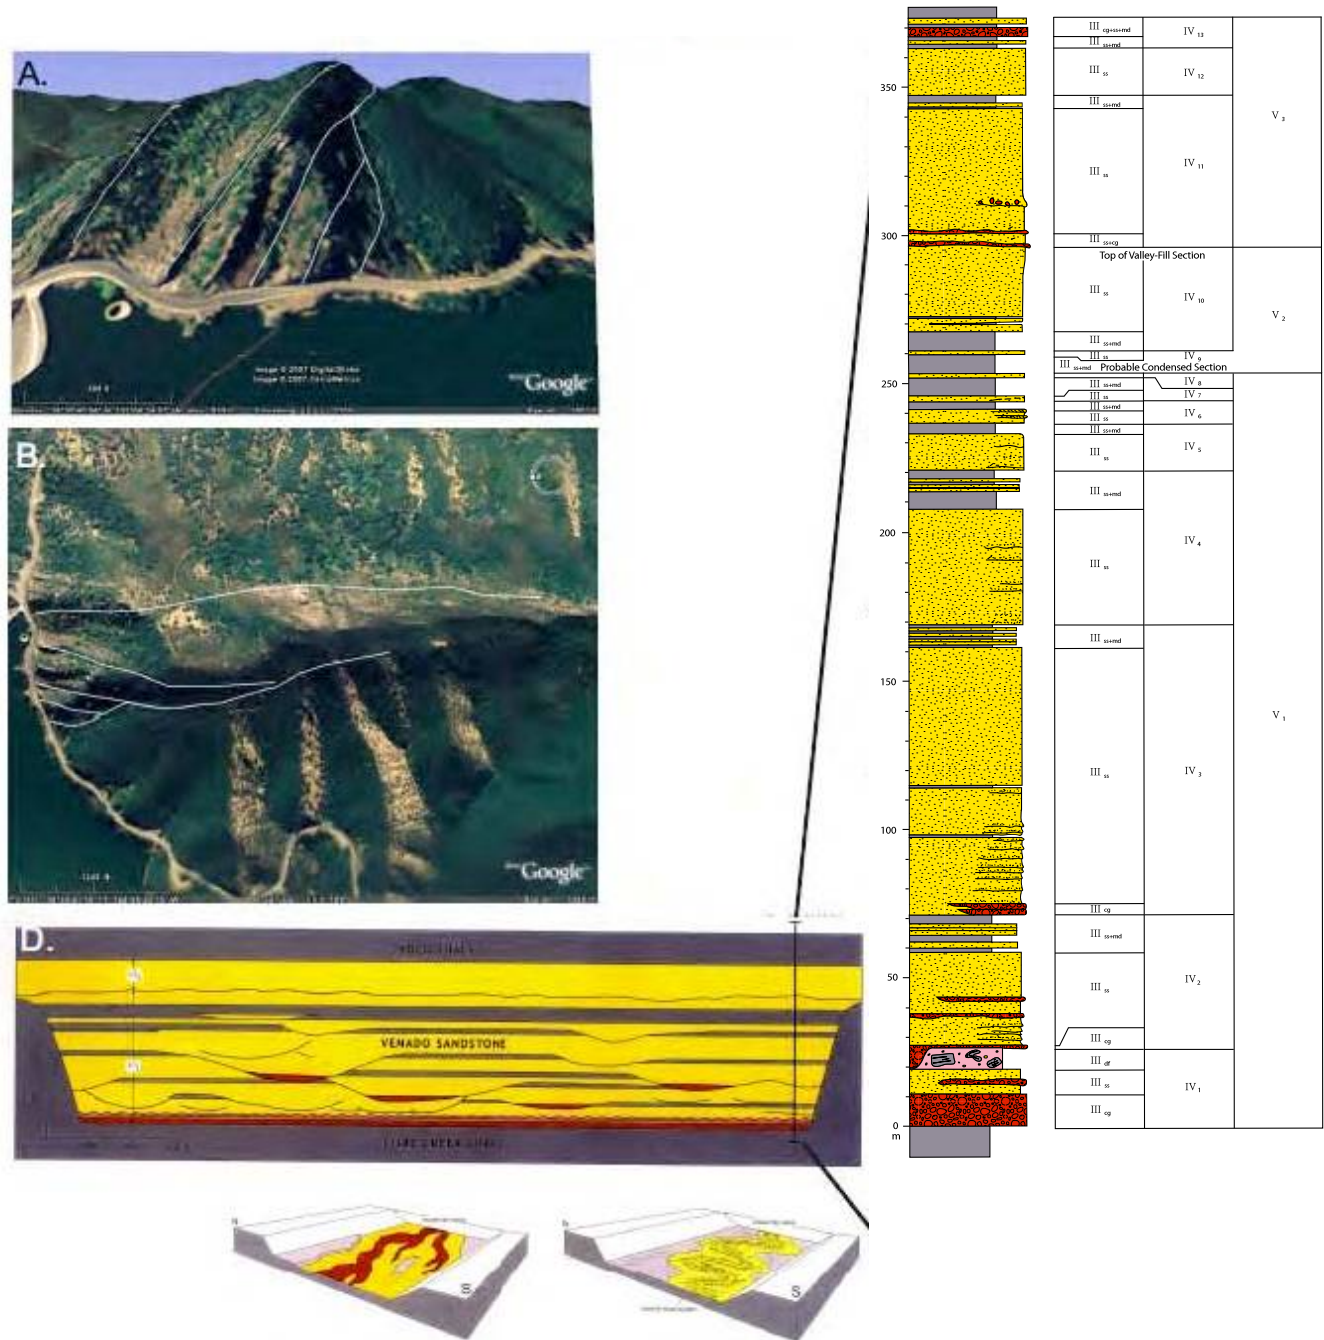 A.
Image © 2007 DigitalGlobe
Image © 2007 TerraMetrics
Google
B.
Google
D.
VENADO SANDSTONE
N
S
S
350
300
250
200
150
100
50
0
m
III cg+ss+md
IV 13
III ss+md
III ss
IV 12
III ss+md
V 3
III ss
IV 11
III ss+cg
Top of Valley-Fill Section
III ss
IV 10
V 2
III ss+md
III ss
IV 9
III ss+md
Probable Condensed Section
III ss+md
IV 8
III ss
IV 7
III ss+md
IV 6
III ss
III ss+md
III ss
IV 5
III ss+md
IV 4
III ss
III ss+md
V 1
III ss
IV 3
III cg
III ss+md
IV 2
III ss
III cg
III df
III ss
IV 1
III cg